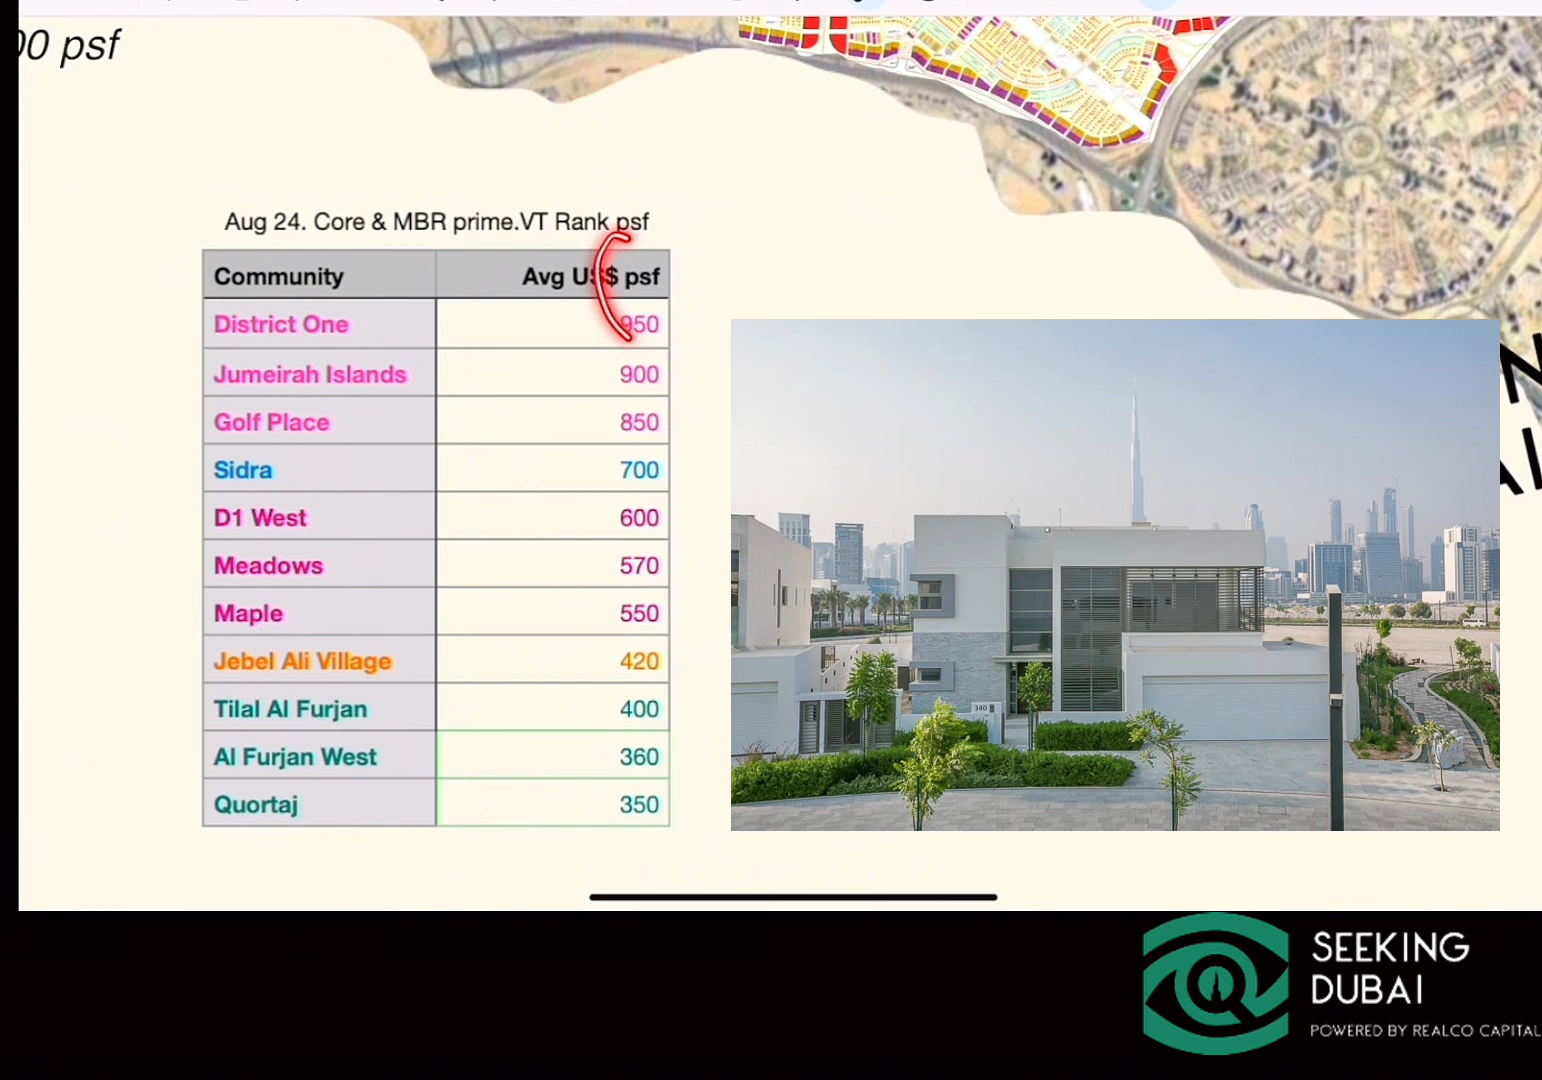 00 psf
Aug 24. Core & MBR prime.VT Rank psf
Community Avg US$ psf
District One 950
Jumeirah Islands 900
Golf Place 850
Sidra 700
D1 West 600
Meadows 570
Maple 550
Jebel Ali Village 420
Tilal Al Furjan 400
Al Furjan West 360
Quortaj 350
340
SEEKING
DUBAI
POWERED BY REALCO CAPITAL